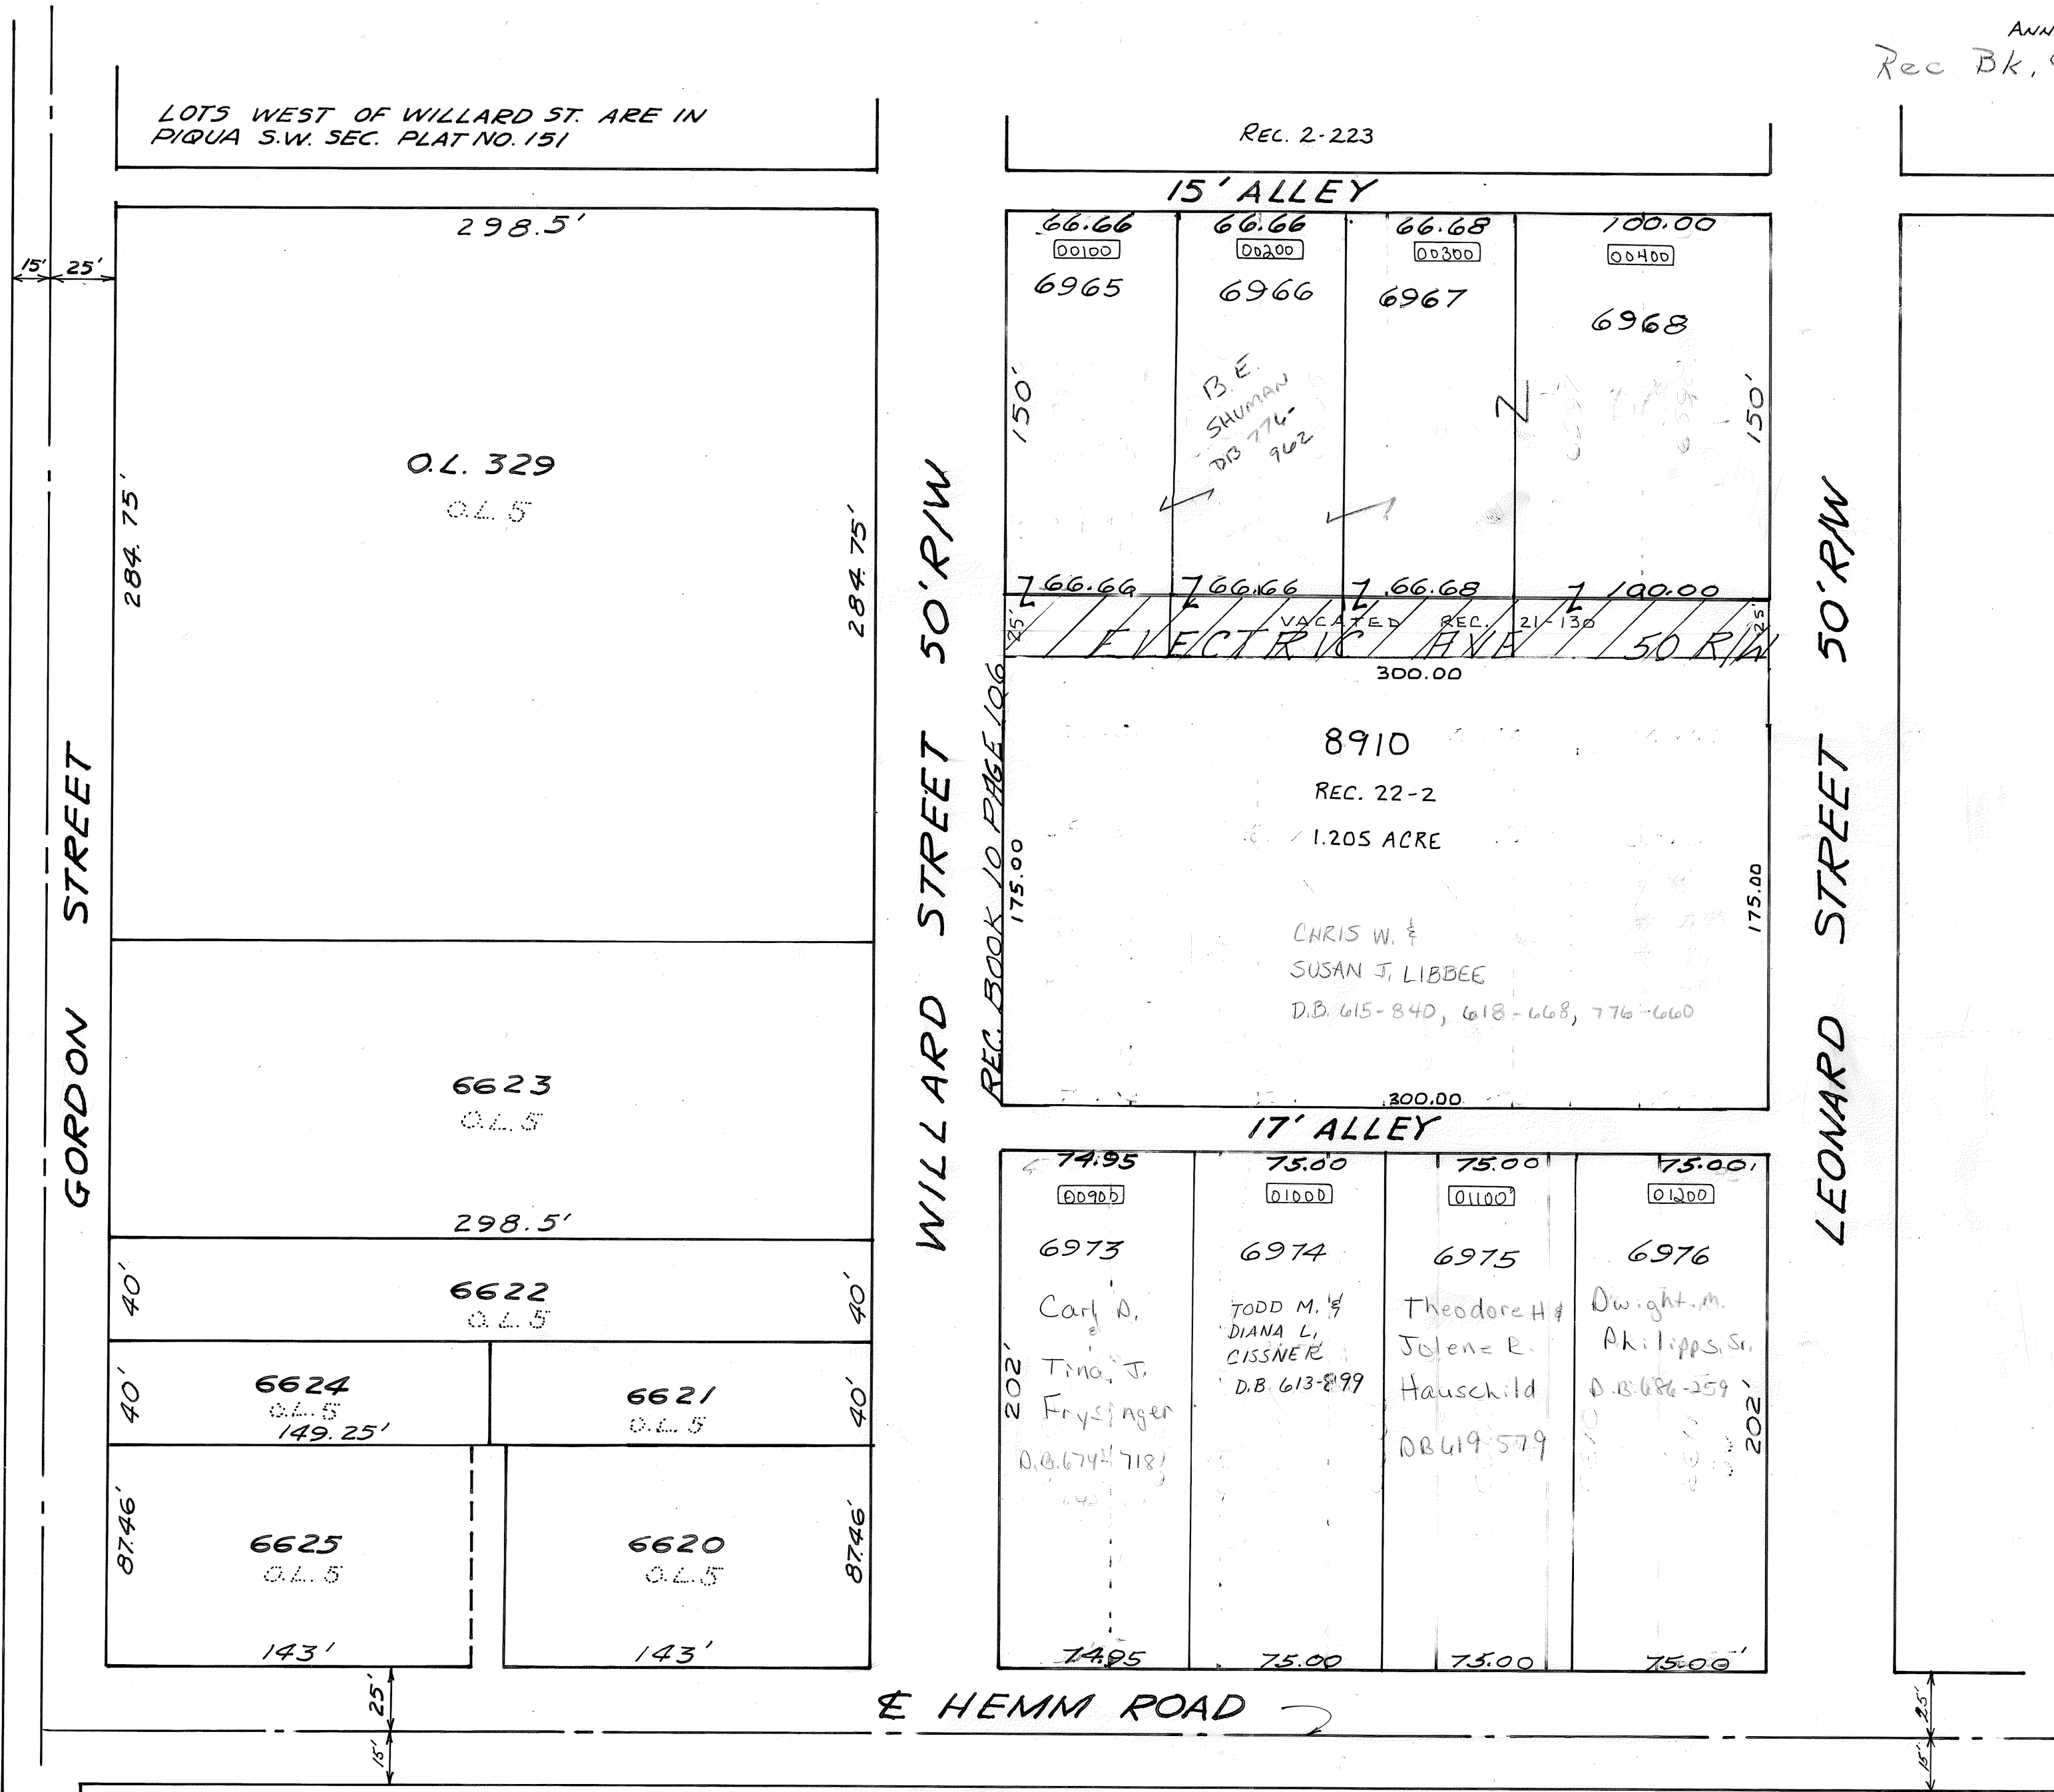 ANN
Rec Bk.
LOTS WEST OF WILLARD ST. ARE IN
PIQUA S.W. SEC. PLAT NO. 151
REC. 2-223
15' ALLEY
298.5'
15' 25'
O.L. 329
O.L. 5
284.75'
284.75'
66.66
00100
6965
66.66
00200
6966
66.68
00300
6967
100.00
00400
6968
150'
150'
B.E.
SHUMAN
DB 776-
962
66.66
66.66
66.68
100.00
25'
VACATED REC. 21-130
25'
ELECTRIC AVE 50 R/W
300.00
8910
REC. 22-2
1.205 ACRE
175.00
175.00
CHRIS W. &
SUSAN J. LIBBEE
D.B. 615-840, 618-668, 776-660
300.00
REC. BOOK 10 PAGE 106
GORDON STREET
WILLARD STREET 50' R/W
LEONARD STREET 50' R/W
6623
O.L. 5
298.5'
40'
6622
O.L. 5
40'
40'
6624
O.L. 5
149.25'
6621
O.L. 5
40'
87.46'
6625
O.L. 5
143'
6620
O.L. 5
143'
87.46'
17' ALLEY
74.95
00900
6973
Carl D.
&
Tina J.
Frysinger
D.B. 674-718
202'
74.95
75.00
01000
6974
TODD M. &
DIANA L.
CISSNER
D.B. 613-899
75.00
75.00
01100
6975
Theodore H &
Jolene R.
Hauschild
DB 619 579
75.00
75.00
01200
6976
Dwight M.
Philipps, Sr.
D.B. 686-259
202'
75.00'
25'
15'
℄ HEMM ROAD
25'
15'